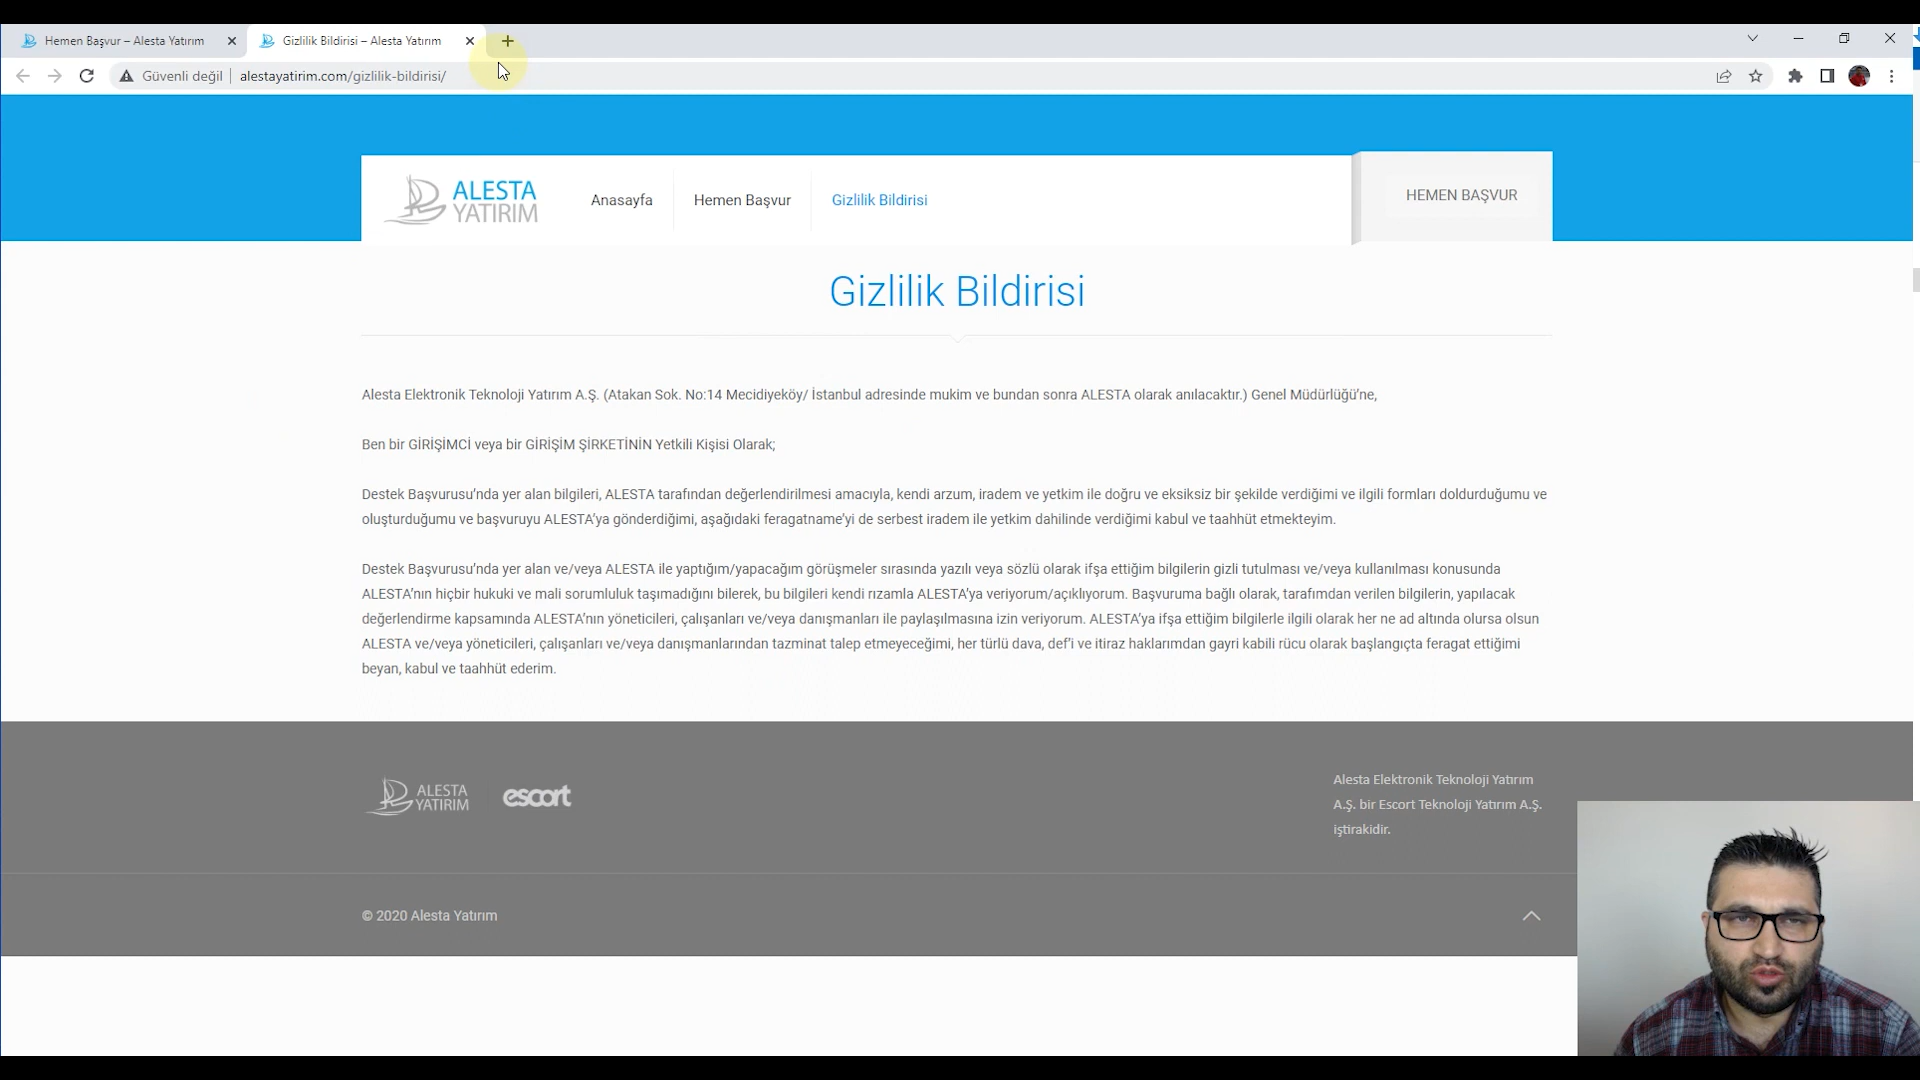 Hemen Başvur – Alesta Yatırım
Gizlilik Bildirisi – Alesta Yatırım
Güvenli değil
alestayatirim.com/gizlilik-bildirisi/
ALESTA
YATIRIM
Anasayfa
Hemen Başvur
Gizlilik Bildirisi
HEMEN BAŞVUR
Gizlilik Bildirisi
Alesta Elektronik Teknoloji Yatırım A.Ş. (Atakan Sok. No:14 Mecidiyeköy/ İstanbul adresinde mukim ve bundan sonra ALESTA olarak anılacaktır.) Genel Müdürlüğü’ne,
Ben bir GİRİŞİMCİ veya bir GİRİŞİM ŞİRKETİNİN Yetkili Kişisi Olarak;
Destek Başvurusu’nda yer alan bilgileri, ALESTA tarafından değerlendirilmesi amacıyla, kendi arzum, iradem ve yetkim ile doğru ve eksiksiz bir şekilde verdiğimi ve ilgili formları doldurduğumu ve
oluşturduğumu ve başvuruyu ALESTA’ya gönderdiğimi, aşağıdaki feragatname’yi de serbest iradem ile yetkim dahilinde verdiğimi kabul ve taahhüt etmekteyim.
Destek Başvurusu’nda yer alan ve/veya ALESTA ile yaptığım/yapacağım görüşmeler sırasında yazılı veya sözlü olarak ifşa ettiğim bilgilerin gizli tutulması ve/veya kullanılması konusunda
ALESTA’nın hiçbir hukuki ve mali sorumluluk taşımadığını bilerek, bu bilgileri kendi rızamla ALESTA’ya veriyorum/açıklıyorum. Başvuruma bağlı olarak, tarafımdan verilen bilgilerin, yapılacak
değerlendirme kapsamında ALESTA’nın yöneticileri, çalışanları ve/veya danışmanları ile paylaşılmasına izin veriyorum. ALESTA’ya ifşa ettiğim bilgilerle ilgili olarak her ne ad altında olursa olsun
ALESTA ve/veya yöneticileri, çalışanları ve/veya danışmanlarından tazminat talep etmeyeceğimi, her türlü dava, def’i ve itiraz haklarımdan gayri kabili rücu olarak başlangıçta feragat ettiğimi
beyan, kabul ve taahhüt ederim.
ALESTA
YATIRIM
escort
Alesta Elektronik Teknoloji Yatırım
A.Ş. bir Escort Teknoloji Yatırım A.Ş.
iştirakidir.
© 2020 Alesta Yatırım